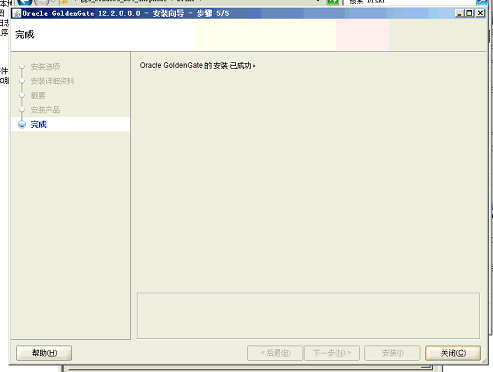 Oracle GoldenGate 12.2.0.0.0 - 安装向导 - 步骤 5/5
完成
安装选项
安装详细资料
概要
安装产品
完成
Oracle GoldenGate 的 安装 已成功。
帮助(H)
< 后退(B)
下一步(N) >
安装(I)
关闭(C)